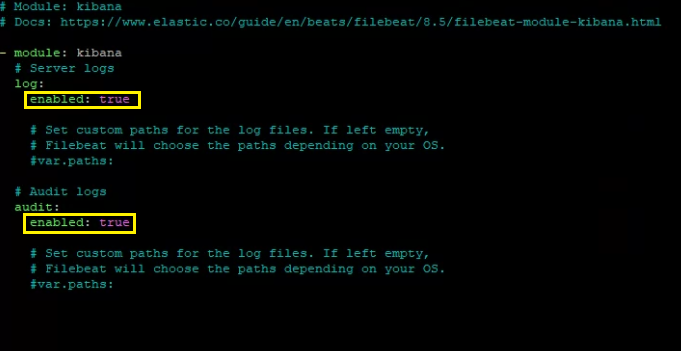 # Module: kibana
# Docs: https://www.elastic.co/guide/en/beats/filebeat/8.5/filebeat-module-kibana.html

- module: kibana
  # Server logs
  log:
    enabled: true

    # Set custom paths for the log files. If left empty,
    # Filebeat will choose the paths depending on your OS.
    #var.paths:

  # Audit logs
  audit:
    enabled: true

    # Set custom paths for the log files. If left empty,
    # Filebeat will choose the paths depending on your OS.
    #var.paths: